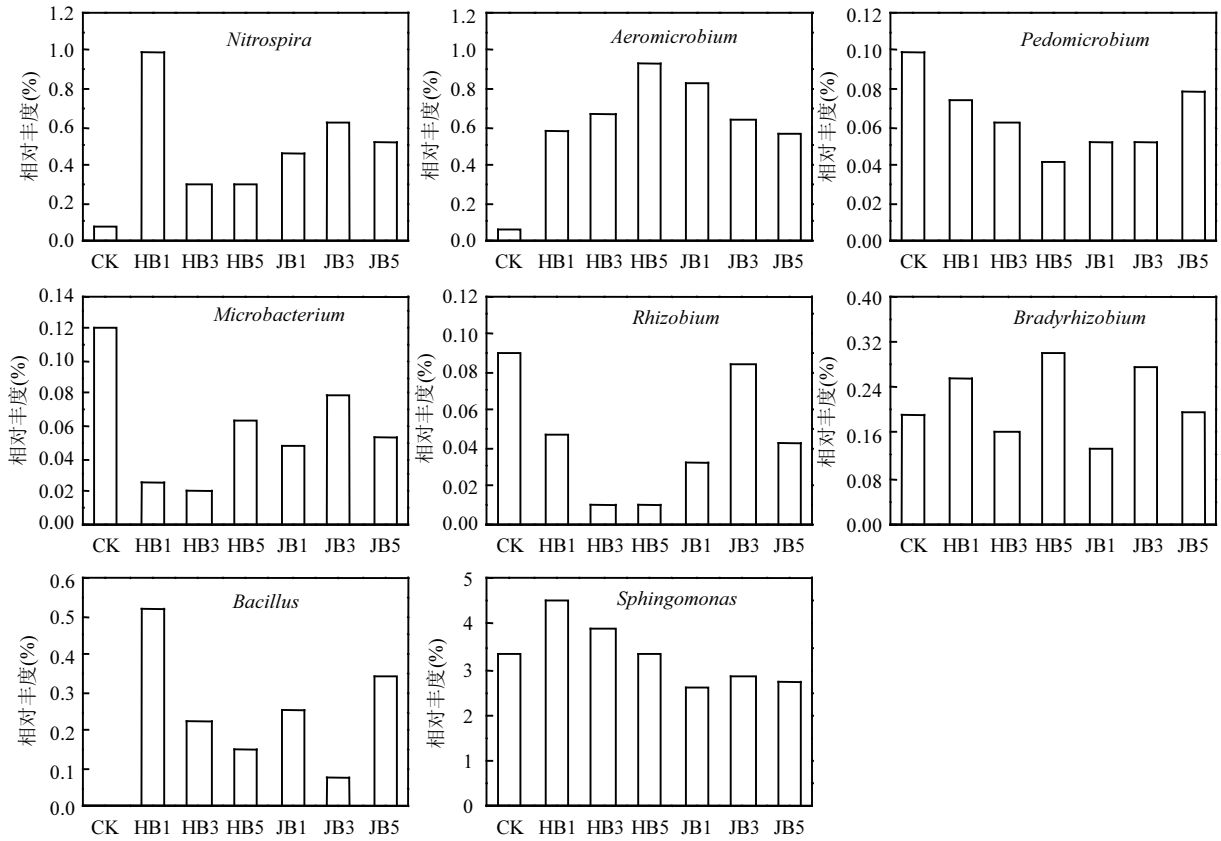 Nitrospira
相对丰度(%)
1.2
1.0
0.8
0.6
0.4
0.2
0.0
CK HB1 HB3 HB5 JB1 JB3 JB5
Aeromicrobium
相对丰度(%)
1.2
1.0
0.8
0.6
0.4
0.2
0.0
CK HB1 HB3 HB5 JB1 JB3 JB5
Pedomicrobium
相对丰度(%)
0.12
0.10
0.08
0.06
0.04
0.02
0.00
CK HB1 HB3 HB5 JB1 JB3 JB5
Microbacterium
相对丰度(%)
0.14
0.12
0.10
0.08
0.06
0.04
0.02
0.00
CK HB1 HB3 HB5 JB1 JB3 JB5
Rhizobium
相对丰度(%)
0.12
0.10
0.08
0.06
0.04
0.02
0.00
CK HB1 HB3 HB5 JB1 JB3 JB5
Bradyrhizobium
相对丰度(%)
0.40
0.32
0.24
0.16
0.08
0.00
CK HB1 HB3 HB5 JB1 JB3 JB5
Bacillus
相对丰度(%)
0.6
0.5
0.4
0.3
0.2
0.1
0.0
CK HB1 HB3 HB5 JB1 JB3 JB5
Sphingomonas
相对丰度(%)
5
4
3
2
1
0
CK HB1 HB3 HB5 JB1 JB3 JB5